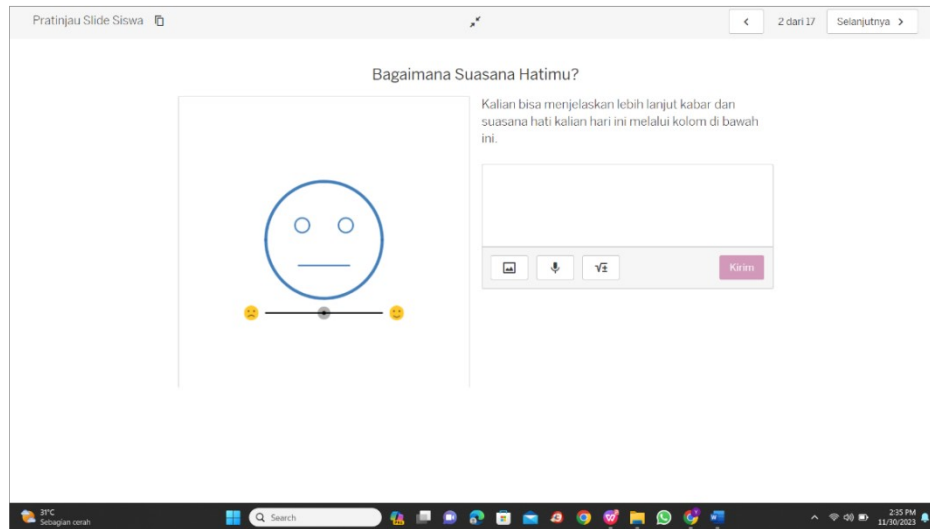 Pratinjau Slide Siswa
2 dari 17
Selanjutnya
Bagaimana Suasana Hatimu?
Kalian bisa menjelaskan lebih lanjut kabar dan
suasana hati kalian hari ini melalui kolom di bawah
ini.
√±
Kirim
31°C
Sebagian cerah
Search
2:35 PM
11/30/2023